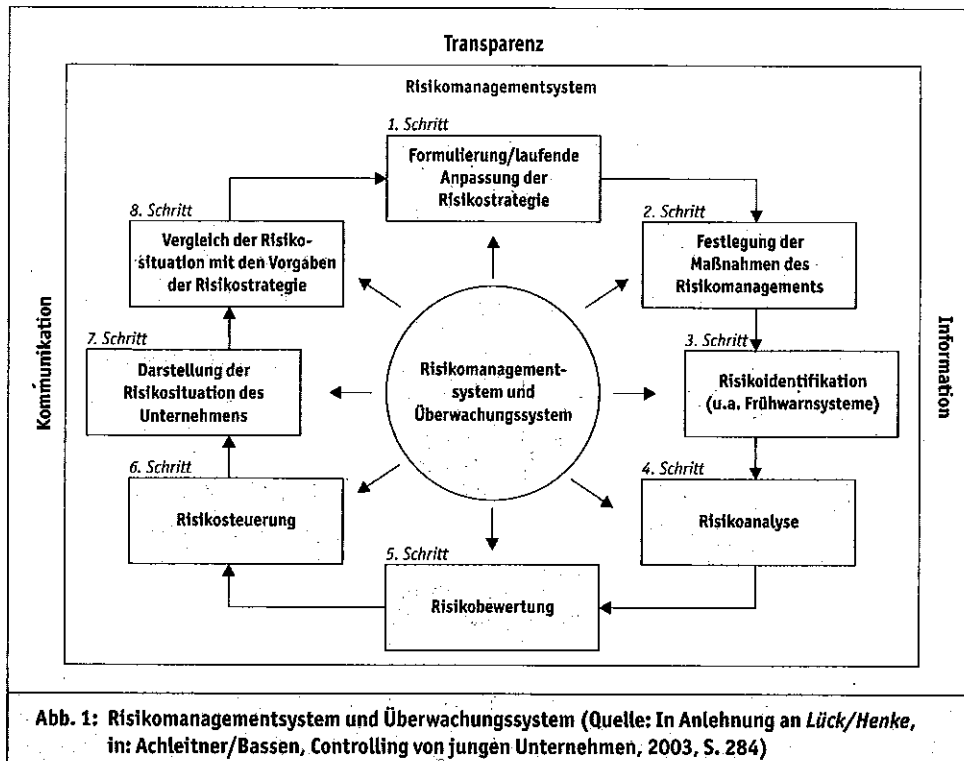 Transparenz
Risikomanagementsystem
1. Schritt
Formulierung/laufende
Anpassung der
Risikostrategie
2. Schritt
Festlegung der
Maßnahmen des
Risikomanagements
3. Schritt
Risikoidentifikation
(u.a. Frühwarnsysteme)
4. Schritt
Risikoanalyse
5. Schritt
Risikobewertung
6. Schritt
Risikosteuerung
7. Schritt
Darstellung der
Risikosituation des
Unternehmens
8. Schritt
Vergleich der Risiko-
situation mit den Vorgaben
der Risikostrategie
Risikomanagement-
system und
Überwachungssystem
Kommunikation
Information
Abb. 1: Risikomanagementsystem und Überwachungssystem (Quelle: In Anlehnung an Lück/Henke,
in: Achleitner/Bassen, Controlling von jungen Unternehmen, 2003, S. 284)